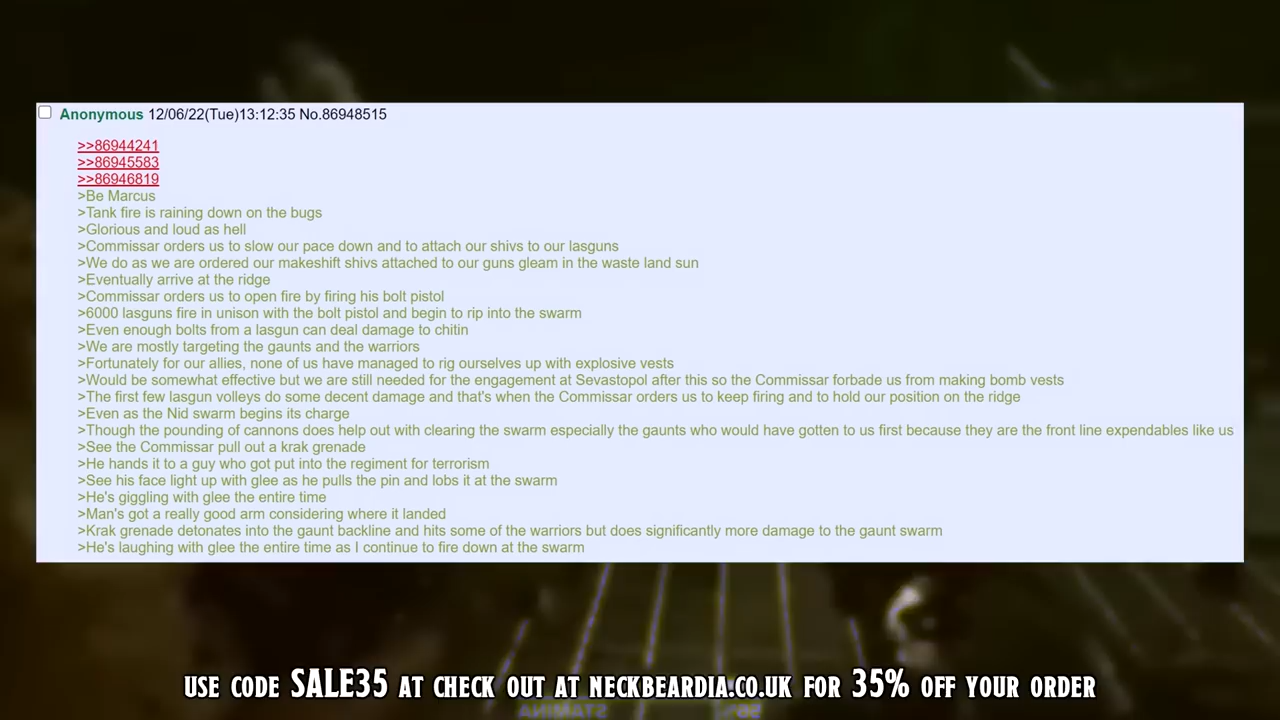 Anonymous 12/06/22(Tue)13:12:35 No.86948515
>>86944241
>>86945583
>>86946819
>Be Marcus
>Tank fire is raining down on the bugs
>Glorious and loud as hell
>Commissar orders us to slow our pace down and to attach our shivs to our lasguns
>We do as we are ordered our makeshift shivs attached to our guns gleam in the waste land sun
>Eventually arrive at the ridge
>Commissar orders us to open fire by firing his bolt pistol
>6000 lasguns fire in unison with the bolt pistol and begin to rip into the swarm
>Even enough bolts from a lasgun can deal damage to chitin
>We are mostly targeting the gaunts and the warriors
>Fortunately for our allies, none of us have managed to rig ourselves up with explosive vests
>Would be somewhat effective but we are still needed for the engagement at Sevastopol after this so the Commissar forbade us from making bomb vests
>The first few lasgun volleys do some decent damage and that's when the Commissar orders us to keep firing and to hold our position on the ridge
>Even as the Nid swarm begins its charge
>Though the pounding of cannons does help out with clearing the swarm especially the gaunts who would have gotten to us first because they are the front line expendables like us
>See the Commissar pull out a krak grenade
>He hands it to a guy who got put into the regiment for terrorism
>See his face light up with glee as he pulls the pin and lobs it at the swarm
>He's giggling with glee the entire time
>Man's got a really good arm considering where it landed
>Krak grenade detonates into the gaunt backline and hits some of the warriors but does significantly more damage to the gaunt swarm
>He's laughing with glee the entire time as I continue to fire down at the swarm
USE CODE SALE35 AT CHECK OUT AT NECKBEARDIA.CO.UK FOR 35% OFF YOUR ORDER